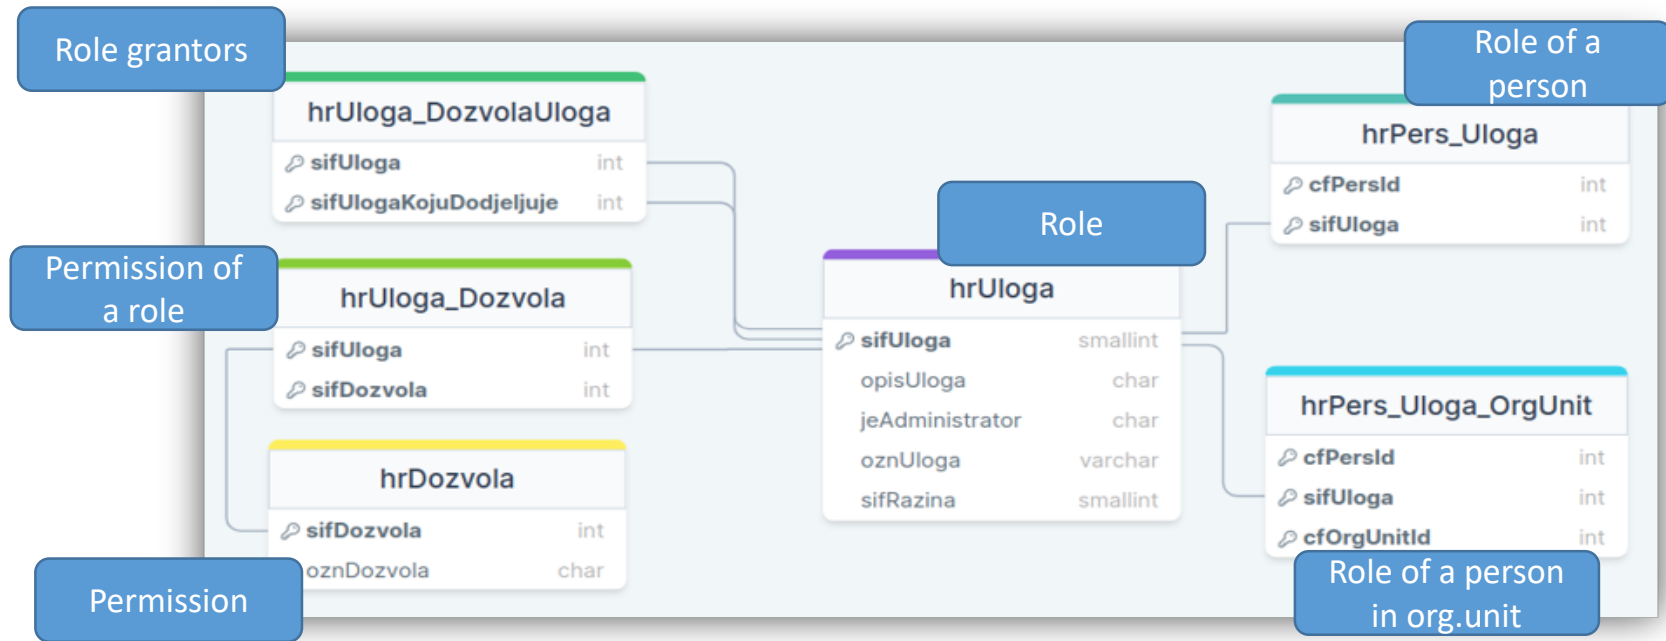 Role grantors
hrUloga_DozvolaUloga
sifUloga int
sifUlogaKojuDodjeljuje int
Permission of
a role
hrUloga_Dozvola
sifUloga int
sifDozvola int
hrDozvola
sifDozvola int
oznDozvola char
Permission
Role
hrUloga
sifUloga smallint
opisUloga char
jeAdministrator char
oznUloga varchar
sifRazina smallint
Role of a
person
hrPers_Uloga
cfPersId int
sifUloga int
hrPers_Uloga_OrgUnit
cfPersId int
sifUloga int
cfOrgUnitId int
Role of a person
in org.unit